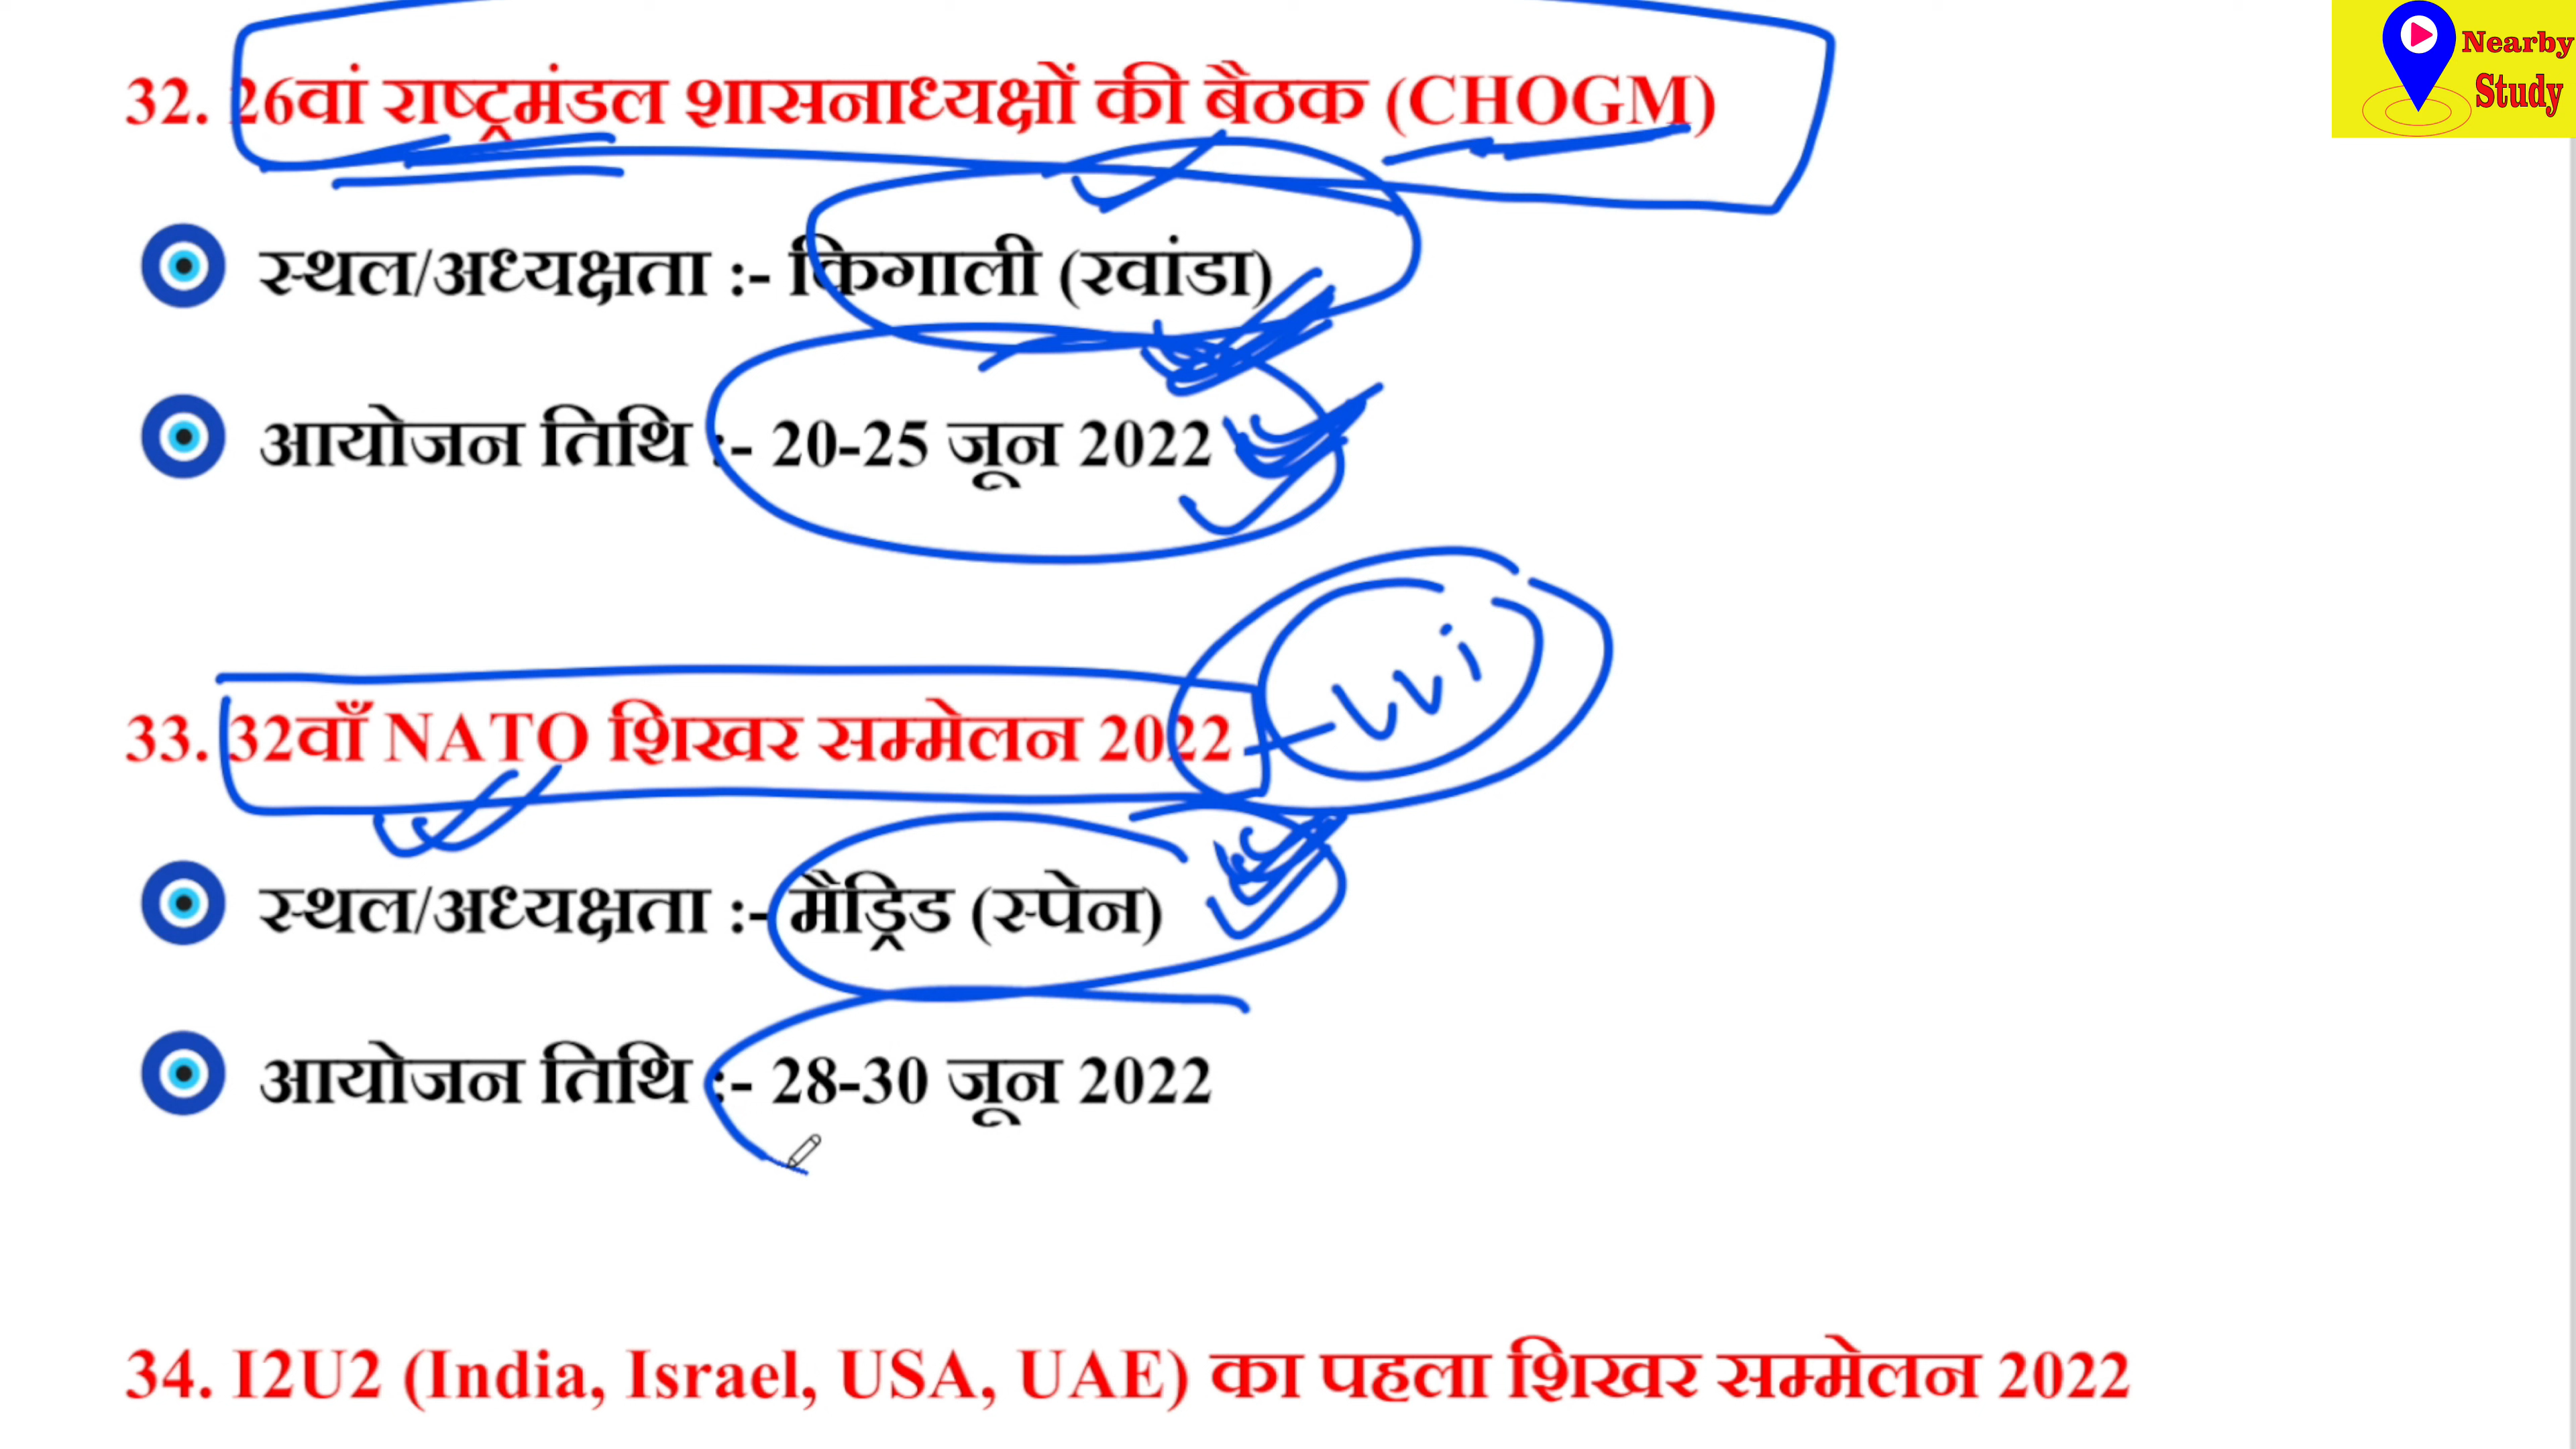 Nearby
Study
32. 26वां राष्ट्रमंडल शासनाध्यक्षों की बैठक (CHOGM)
स्थल/अध्यक्षता :- किगाली (रवांडा)
आयोजन तिथि :- 20-25 जून 2022
33. 32वाँ NATO शिखर सम्मेलन 2022
स्थल/अध्यक्षता :- मैड्रिड (स्पेन)
आयोजन तिथि :- 28-30 जून 2022
34. I2U2 (India, Israel, USA, UAE) का पहला शिखर सम्मेलन 2022